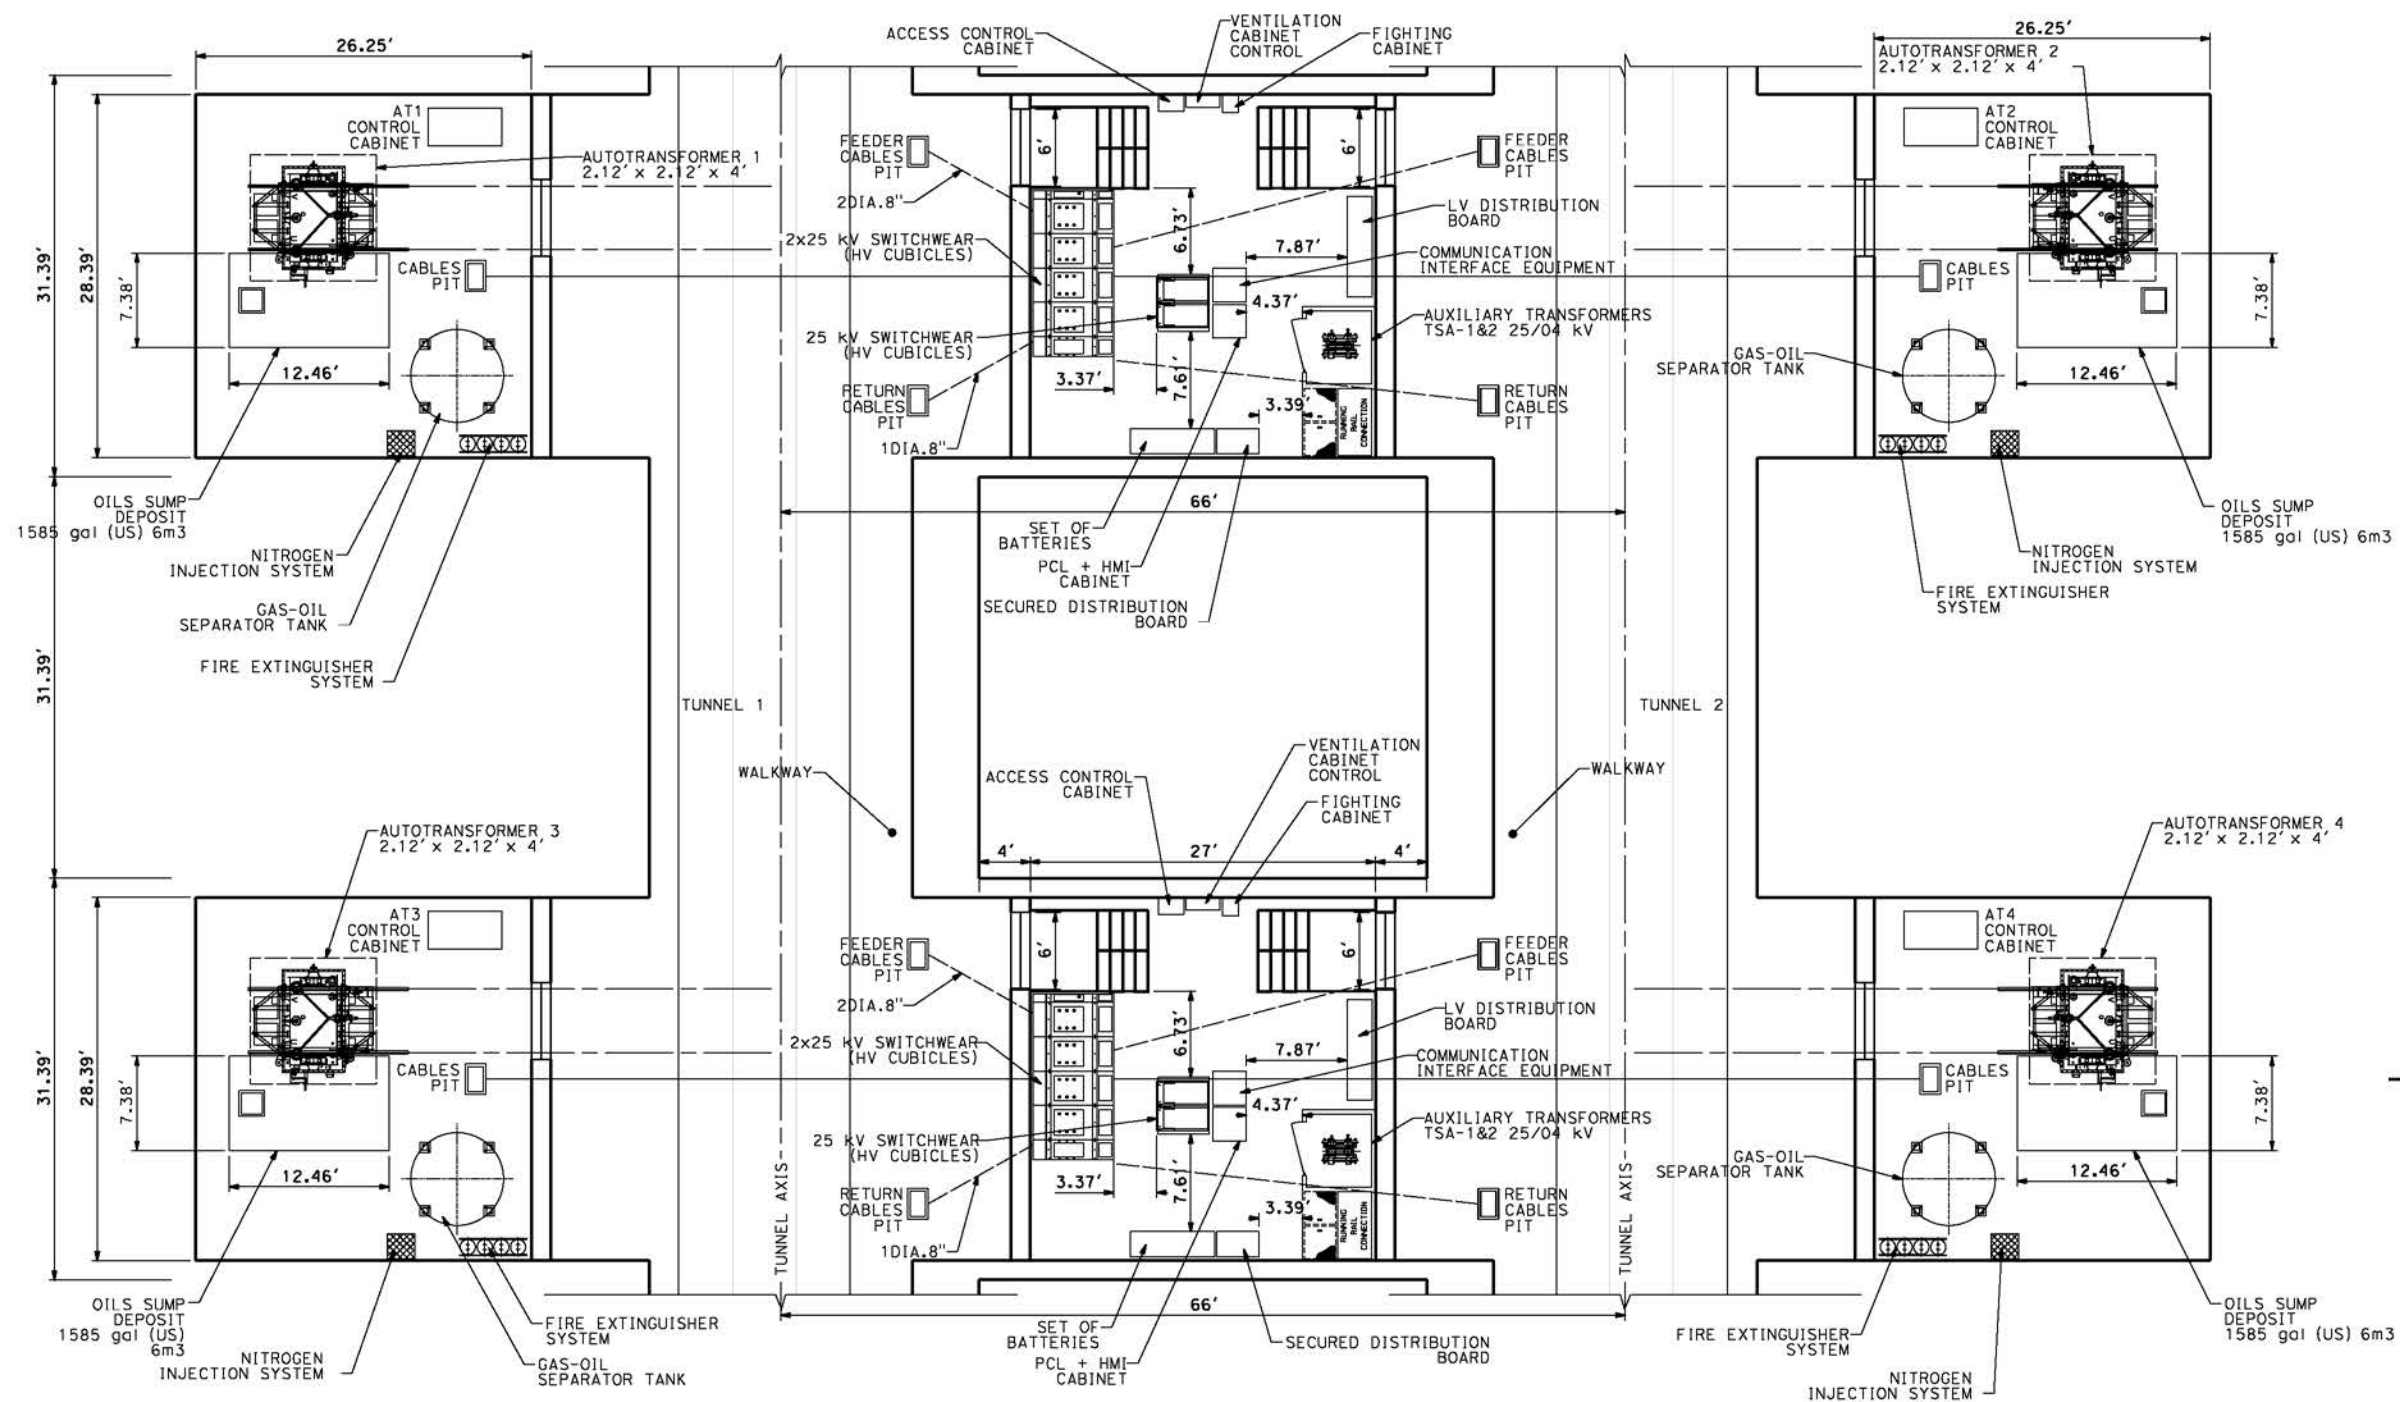 26.25'
ACCESS CONTROL
CABINET
VENTILATION
CABINET
CONTROL
FIGHTING
CABINET
26.25'
AUTOTRANSFORMER 2
2.12' x 2.12' x 4'
AT1
CONTROL
CABINET
AUTOTRANSFORMER 1
2.12' x 2.12' x 4'
31.39'
28.39'
7.38'
CABLES
PIT
12.46'
OILS SUMP
DEPOSIT
1585 gal (US) 6m3
NITROGEN
INJECTION SYSTEM
GAS-OIL
SEPARATOR TANK
FIRE EXTINGUISHER
SYSTEM
FEEDER
CABLES
PIT
2DIA.8"
2x25 kV SWITCHWEAR
(HV CUBICLES)
25 kV SWITCHWEAR
(HV CUBICLES)
RETURN
CABLES
PIT
1DIA.8"
6'
6'
6.73'
7.87'
4.37'
3.37'
7.61'
3.39'
RUNNING
RAIL
CONNECTION
FEEDER
CABLES
PIT
LV DISTRIBUTION
BOARD
COMMUNICATION
INTERFACE EQUIPMENT
AUXILIARY TRANSFORMERS
TSA-1&2 25/04 kV
RETURN
CABLES
PIT
66'
SET OF
BATTERIES
PCL + HMI
CABINET
SECURED DISTRIBUTION
BOARD
AT2
CONTROL
CABINET
CABLES
PIT
7.38'
GAS-OIL
SEPARATOR TANK
12.46'
OILS SUMP
DEPOSIT
1585 gal (US) 6m3
NITROGEN
INJECTION SYSTEM
FIRE EXTINGUISHER
SYSTEM
31.39'
TUNNEL 1
TUNNEL 2
WALKWAY
WALKWAY
ACCESS CONTROL
CABINET
VENTILATION
CABINET
CONTROL
FIGHTING
CABINET
4'
27'
4'
AUTOTRANSFORMER 3
2.12' x 2.12' x 4'
AUTOTRANSFORMER 4
2.12' x 2.12' x 4'
AT3
CONTROL
CABINET
31.39'
28.39'
7.38'
CABLES
PIT
12.46'
OILS SUMP
DEPOSIT
1585 gal (US)
6m3
NITROGEN
INJECTION SYSTEM
FIRE EXTINGUISHER
SYSTEM
GAS-OIL
SEPARATOR TANK
TUNNEL AXIS
FEEDER
CABLES
PIT
2DIA.8"
2x25 kV SWITCHWEAR
(HV CUBICLES)
25 kV SWITCHWEAR
(HV CUBICLES)
RETURN
CABLES
PIT
1DIA.8"
6'
6'
6.73'
7.87'
4.37'
3.37'
7.61'
3.39'
RUNNING
RAIL
CONNECTION
FEEDER
CABLES
PIT
LV DISTRIBUTION
BOARD
COMMUNICATION
INTERFACE EQUIPMENT
AUXILIARY TRANSFORMERS
TSA-1&2 25/04 kV
RETURN
CABLES
PIT
66'
SET OF
BATTERIES
PCL + HMI
CABINET
SECURED DISTRIBUTION
BOARD
TUNNEL AXIS
AT4
CONTROL
CABINET
CABLES
PIT
7.38'
GAS-OIL
SEPARATOR TANK
12.46'
OILS SUMP
DEPOSIT
1585 gal (US) 6m3
FIRE EXTINGUISHER
SYSTEM
NITROGEN
INJECTION SYSTEM